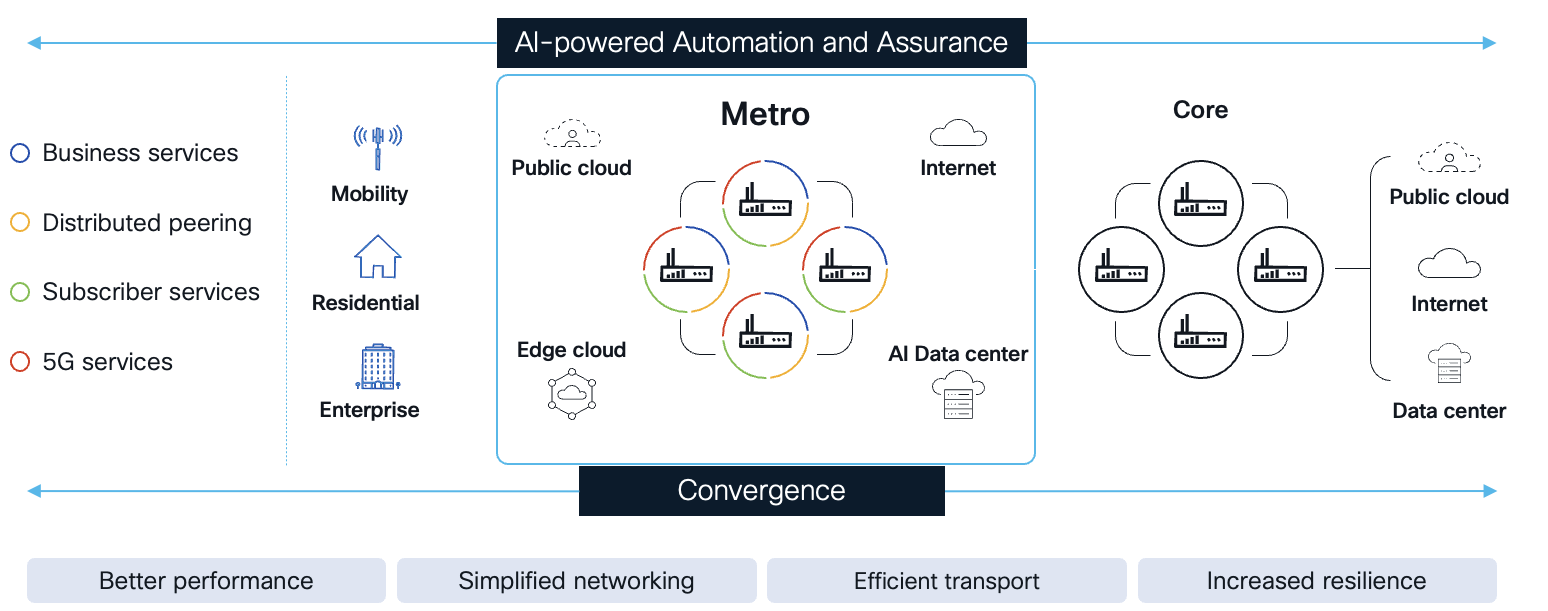 AI-powered Automation and Assurance
Business services
Distributed peering
Subscriber services
5G services
Mobility
Residential
Enterprise
Metro
Public cloud
Internet
Edge cloud
AI Data center
Core
Public cloud
Internet
Data center
Convergence
Better performance
Simplified networking
Efficient transport
Increased resilience